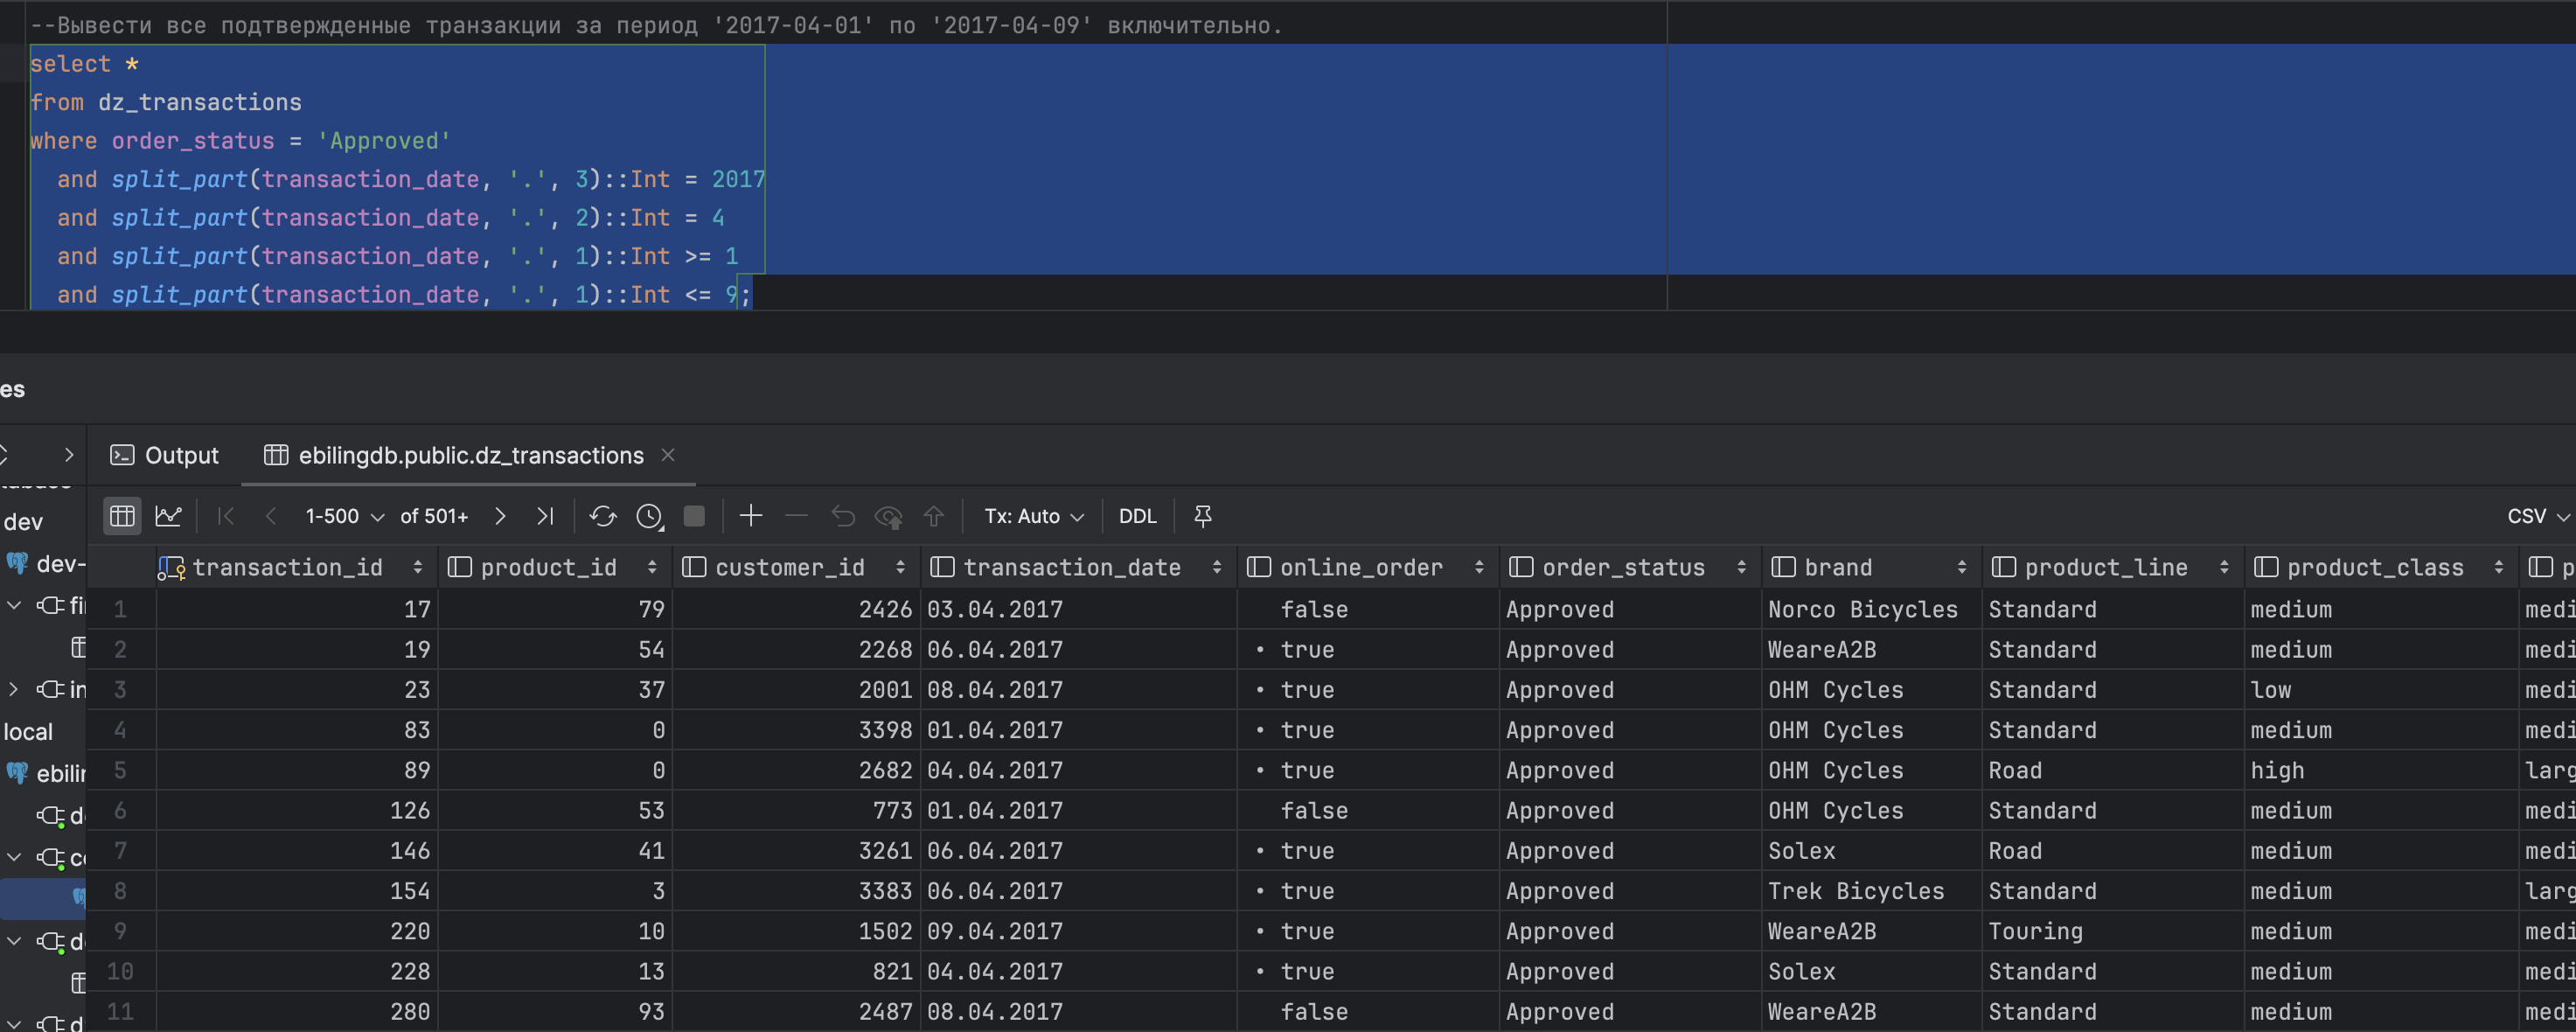 --Вывести все подтвержденные транзакции за период '2017-04-01' по '2017-04-09' включительно.
select *
from dz_transactions
where order_status = 'Approved'
and split_part(transaction_date, '.', 3)::Int = 2017
and split_part(transaction_date, '.', 2)::Int = 4
and split_part(transaction_date, '.', 1)::Int >= 1
and split_part(transaction_date, '.', 1)::Int <= 9;
es
Output ebilingdb.public.dz_transactions
1-500 of 501+ Tx: Auto DDL CSV
dev
dev-
fi
in
local
ebilin
transaction_id product_id customer_id transaction_date online_order order_status brand product_line product_class p
1 17 79 2426 03.04.2017 false Approved Norco Bicycles Standard medium medi
2 19 54 2268 06.04.2017 • true Approved WeareA2B Standard medium medi
3 23 37 2001 08.04.2017 • true Approved OHM Cycles Standard low medi
4 83 0 3398 01.04.2017 • true Approved OHM Cycles Standard medium medi
5 89 0 2682 04.04.2017 • true Approved OHM Cycles Road high larg
6 126 53 773 01.04.2017 false Approved OHM Cycles Standard medium medi
7 146 41 3261 06.04.2017 • true Approved Solex Road medium medi
8 154 3 3383 06.04.2017 • true Approved Trek Bicycles Standard medium larg
9 220 10 1502 09.04.2017 • true Approved WeareA2B Touring medium medi
10 228 13 821 04.04.2017 • true Approved Solex Standard medium medi
11 280 93 2487 08.04.2017 false Approved WeareA2B Standard medium medi